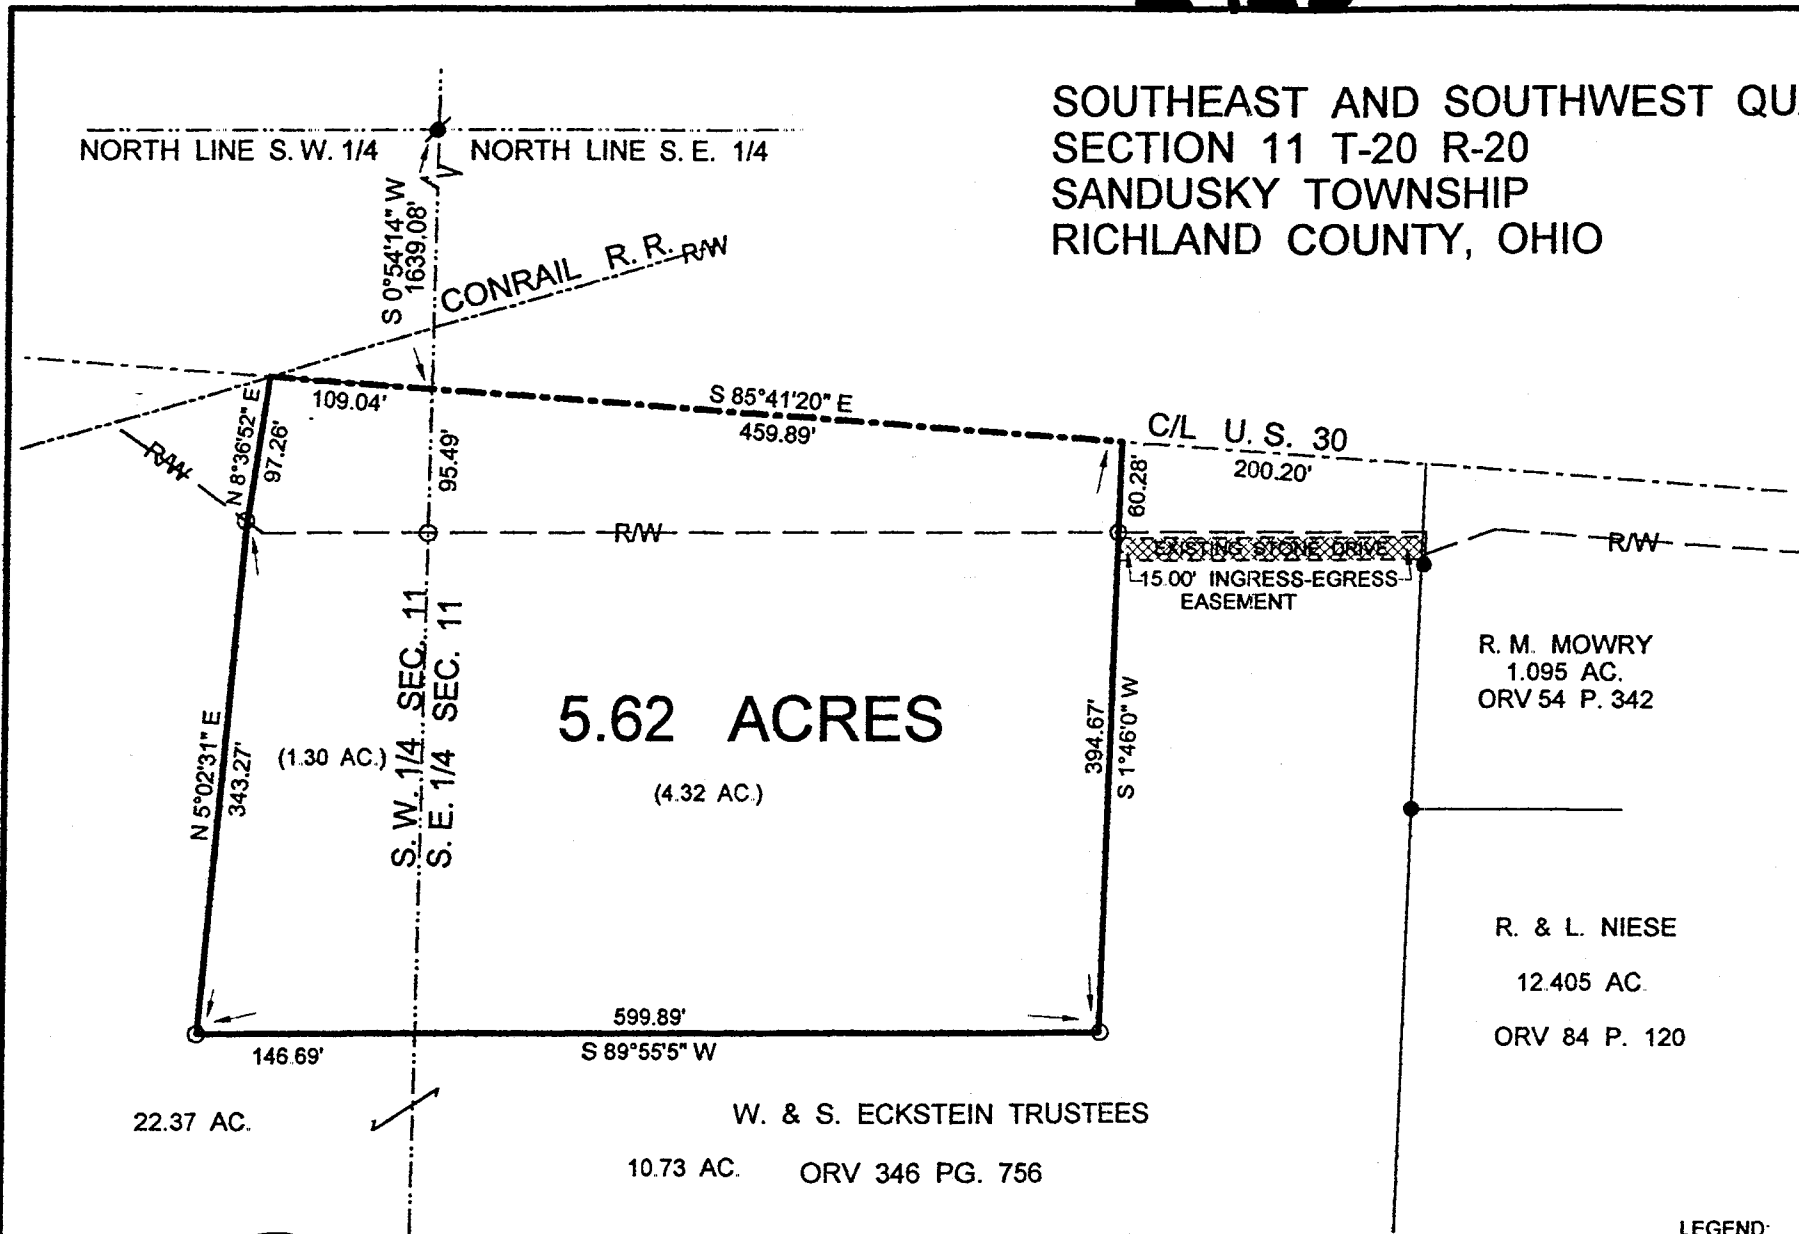 SOUTHEAST AND SOUTHWEST
SECTION 11 T-20 R-20
SANDUSKY TOWNSHIP
RICHLAND COUNTY, OHIO
NORTH LINE S. W. 1/4
NORTH LINE S. E. 1/4
S 0°54'14" W
1639.08'
CONRAIL R. R.
R/W
109.04'
S 85°41'20" E
459.89'
C/L U. S. 30
200.20'
N 8°36'52" E
97.26'
R/W
95.49'
60.28'
R/W
R/W
EXISTING STONE DRIVE
15.00' INGRESS-EGRESS
EASEMENT
R. M. MOWRY
1.095 AC.
ORV 54 P. 342
S. W. 1/4 SEC. 11
S. E. 1/4 SEC. 11
5.62 ACRES
(1.30 AC.)
(4.32 AC.)
N 5°02'31" E
343.27'
394.67'
S 1°46'0" W
R. & L. NIESE
12.405 AC.
ORV 84 P. 120
599.89'
146.69'
S 89°55'5" W
22.37 AC.
W. & S. ECKSTEIN TRUSTEES
10.73 AC.
ORV 346 PG. 756
LEGEND: